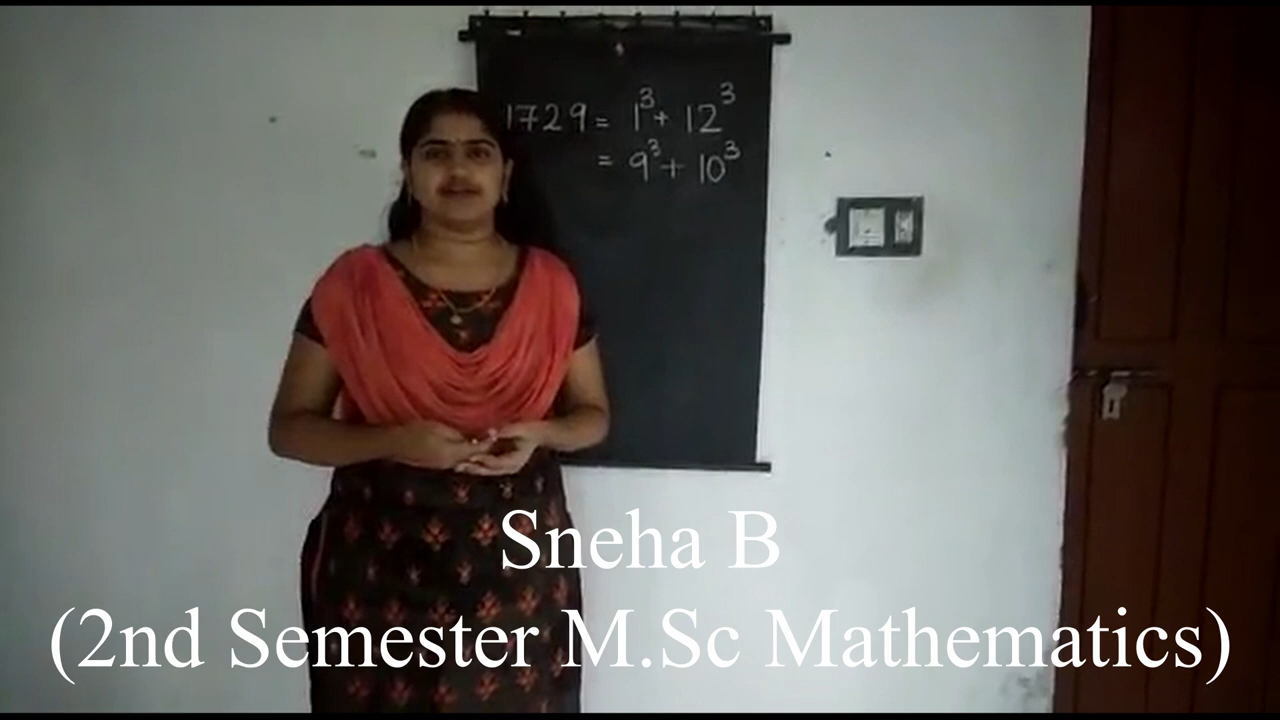 1729 = 1³ + 12³
= 9³ + 10³
Sneha B
(2nd Semester M.Sc Mathematics)